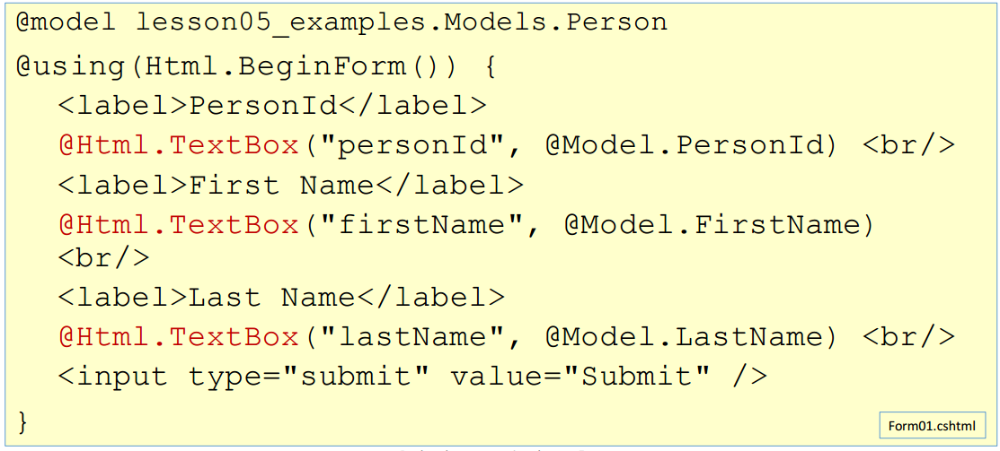 @model lesson05_examples.Models.Person
@using(Html.BeginForm()) {
<label>PersonId</label>
@Html.TextBox("personId", @Model.PersonId) <br/>
<label>First Name</label>
@Html.TextBox("firstName", @Model.FirstName)
<br/>
<label>Last Name</label>
@Html.TextBox("lastName", @Model.LastName) <br/>
<input type="submit" value="Submit" />
}
Form01.cshtml